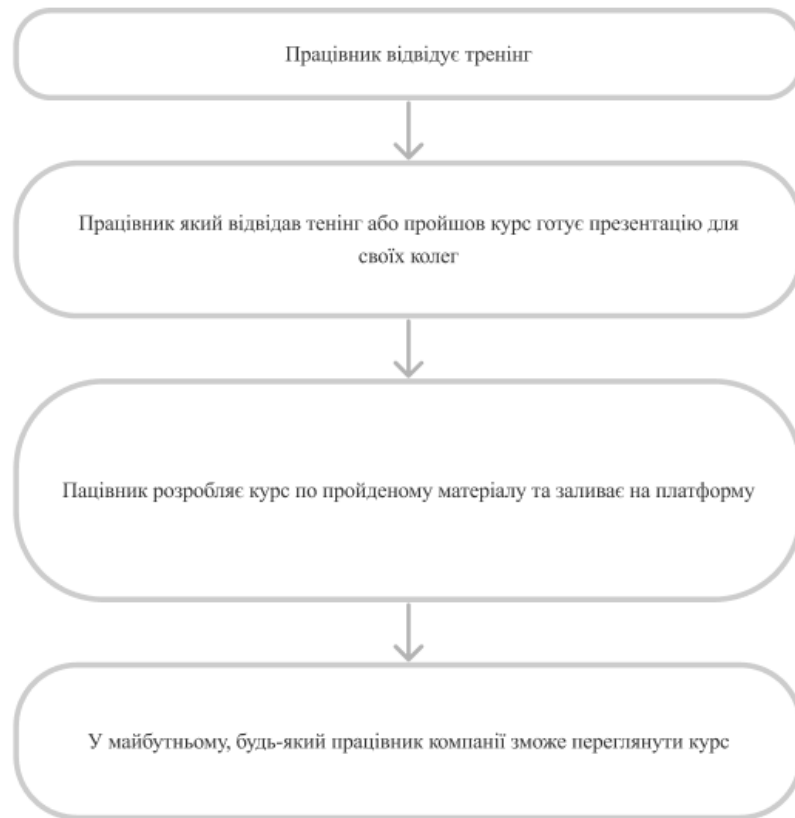 Працівник відвідує тренінг
Працівник який відвідав тенінг або пройшов курс готує презентацію для
своїх колег
Пацівник розробляє курс по пройденому матеріалу та заливає на платформу
У майбутньому, будь-який працівник компанії зможе переглянути курс